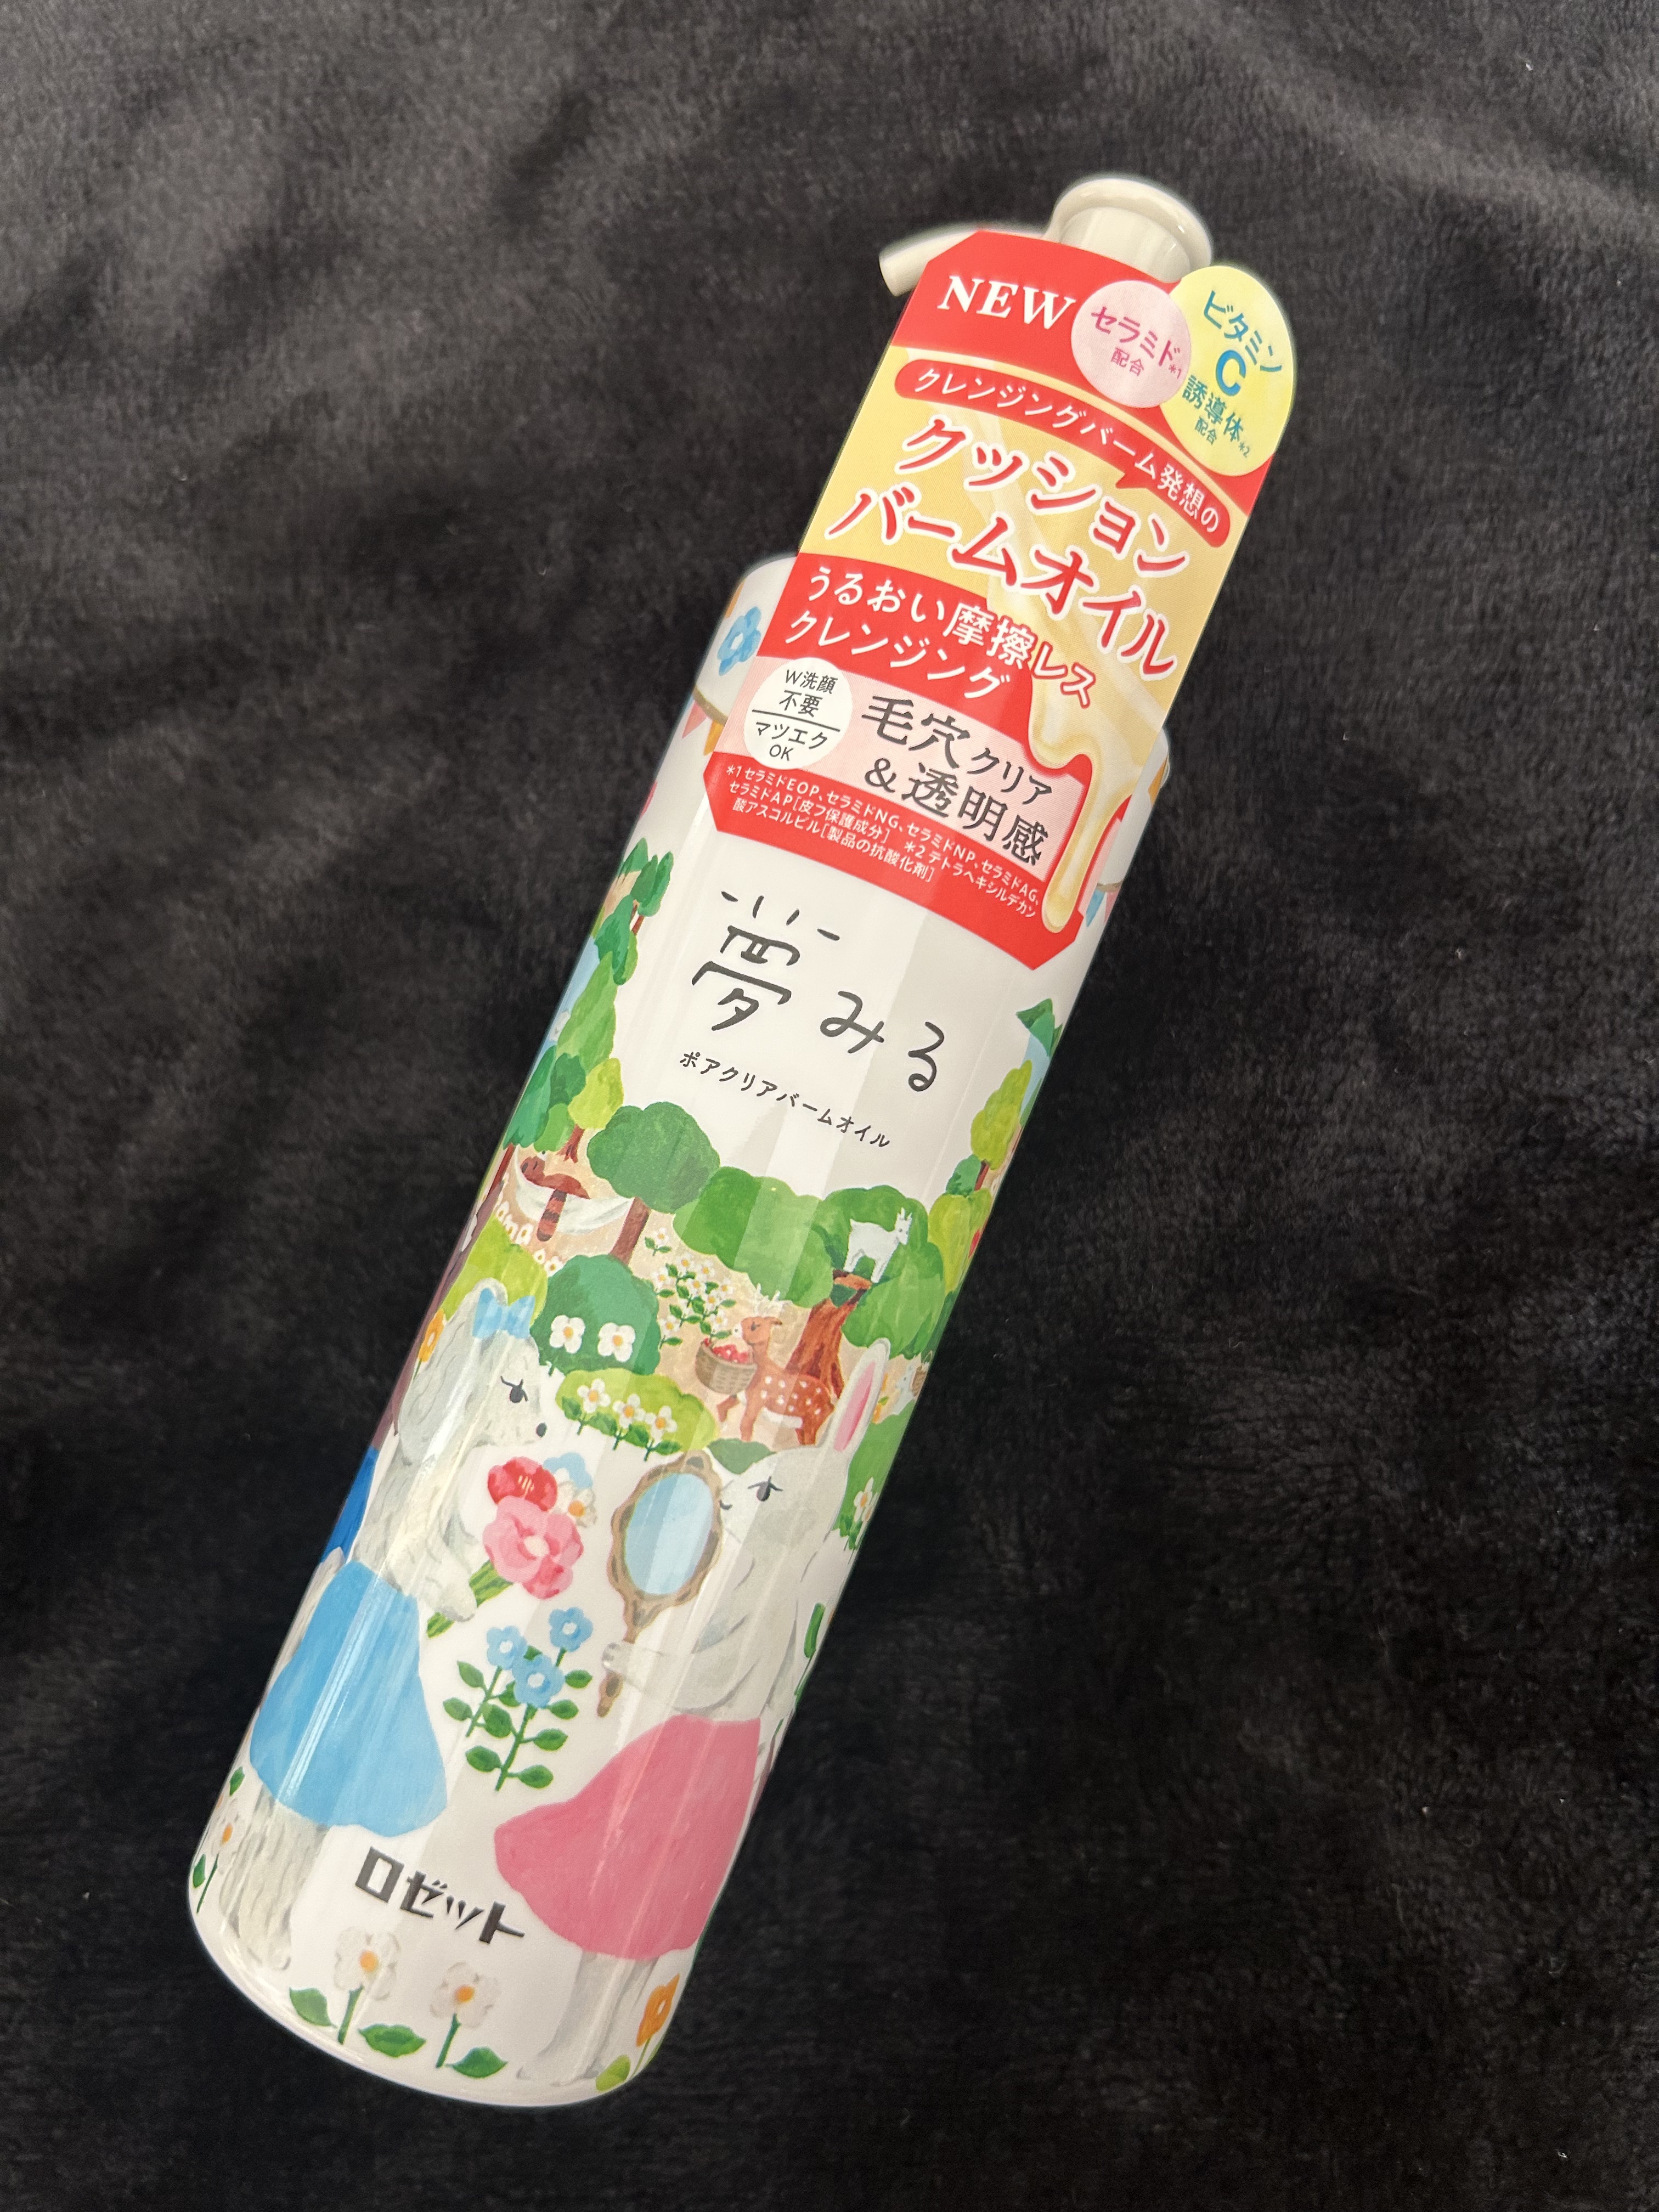 NEW
セラミド*1
配合
ビタミン
C
誘導体*2
配合
クレンジングバーム発想の
クッション
バームオイル
うるおい摩擦レス
クレンジング
W洗顔
不要
マツエク
OK
毛穴クリア
&透明感
*1 セラミドEOP、セラミドNG、セラミドNP、セラミドAG、
セラミドAP[皮フ保護成分] *2 テトラヘキシルデカン
酸アスコルビル[製品の抗酸化剤]
夢みる
ポアクリアバームオイル
ロゼット